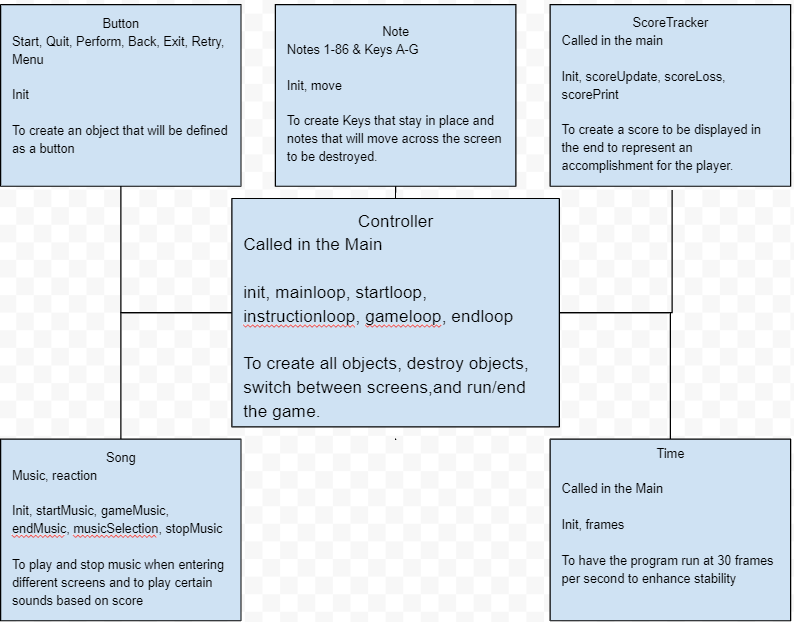 Button
Start, Quit, Perform, Back, Exit, Retry,
Menu
Init
To create an object that will be defined
as a button
Note
Notes 1-86 & Keys A-G
Init, move
To create Keys that stay in place and
notes that will move across the screen
to be destroyed.
ScoreTracker
Called in the main
Init, scoreUpdate, scoreLoss,
scorePrint
To create a score to be displayed in
the end to represent an
accomplishment for the player.
Controller
Called in the Main
init, mainloop, startloop,
instructionloop, gameloop, endloop
To create all objects, destroy objects,
switch between screens,and run/end
the game.
Song
Music, reaction
Init, startMusic, gameMusic,
endMusic, musicSelection, stopMusic
To play and stop music when entering
different screens and to play certain
sounds based on score
Time
Called in the Main
Init, frames
To have the program run at 30 frames
per second to enhance stability